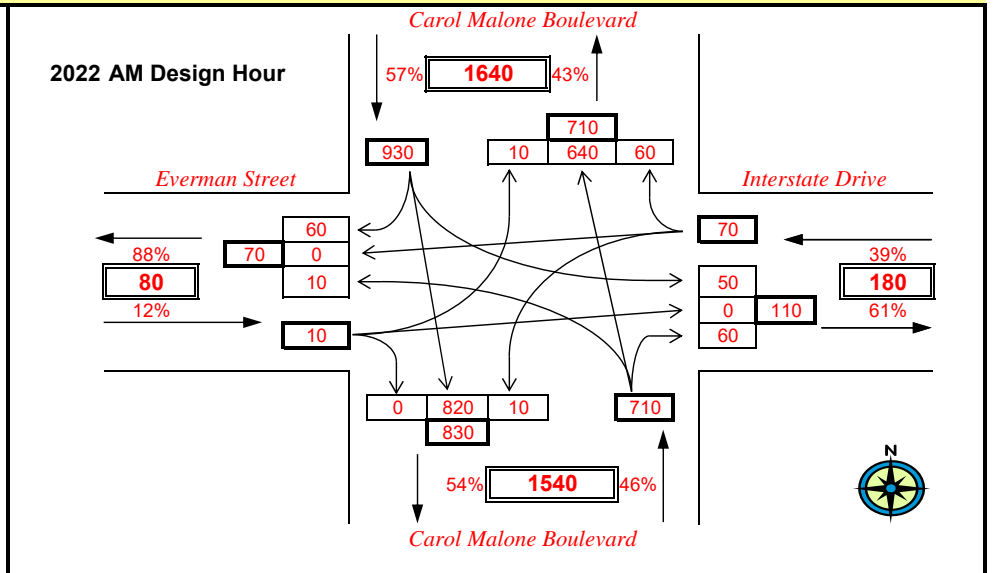 Carol Malone Boulevard
2022 AM Design Hour
57% 1640 43%
710
930 10 640 60
Everman Street Interstate Drive
60 70
88% 70 0 39%
80 10 50 180
12% 0 110 61%
10 60
0 820 10 710
830
N
54% 1540 46%
Carol Malone Boulevard